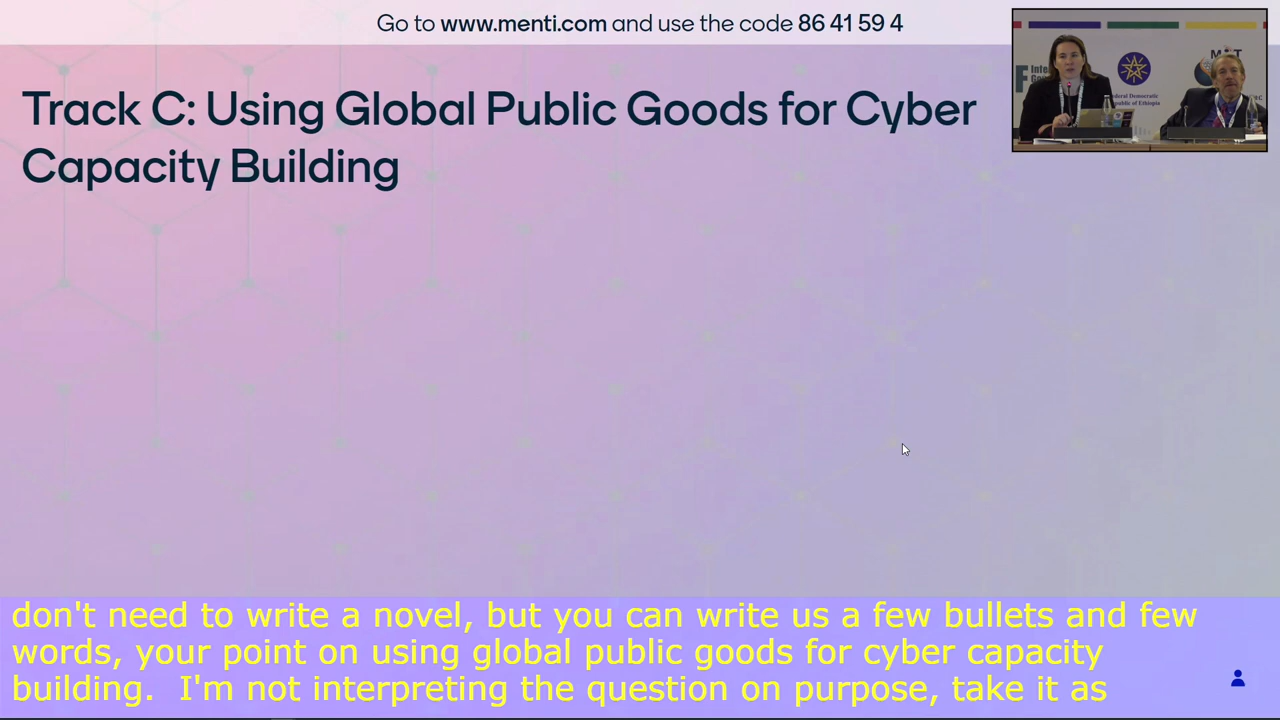 Go to www.menti.com and use the code 86 41 59 4
Track C: Using Global Public Goods for Cyber
Capacity Building
don't need to write a novel, but you can write us a few bullets and few
words, your point on using global public goods for cyber capacity
building.  I'm not interpreting the question on purpose, take it as